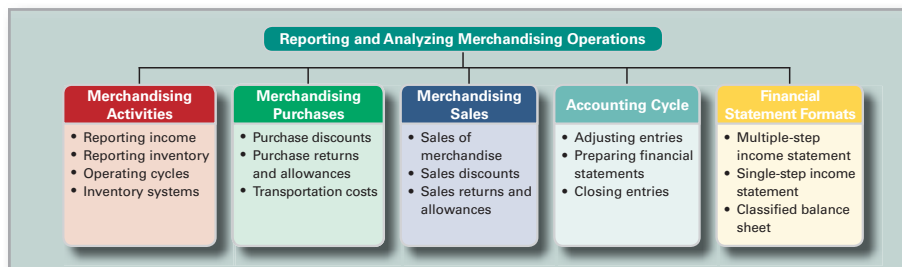 Reporting and Analyzing Merchandising Operations
Merchandising
Activities
• Reporting income
• Reporting inventory
• Operating cycles
• Inventory systems
Merchandising
Purchases
• Purchase discounts
• Purchase returns
and allowances
• Transportation costs
Merchandising
Sales
• Sales of
merchandise
• Sales discounts
• Sales returns and
allowances
Accounting Cycle
• Adjusting entries
• Preparing financial
statements
• Closing entries
Financial
Statement Formats
• Multiple-step
income statement
• Single-step income
statement
• Classified balance
sheet